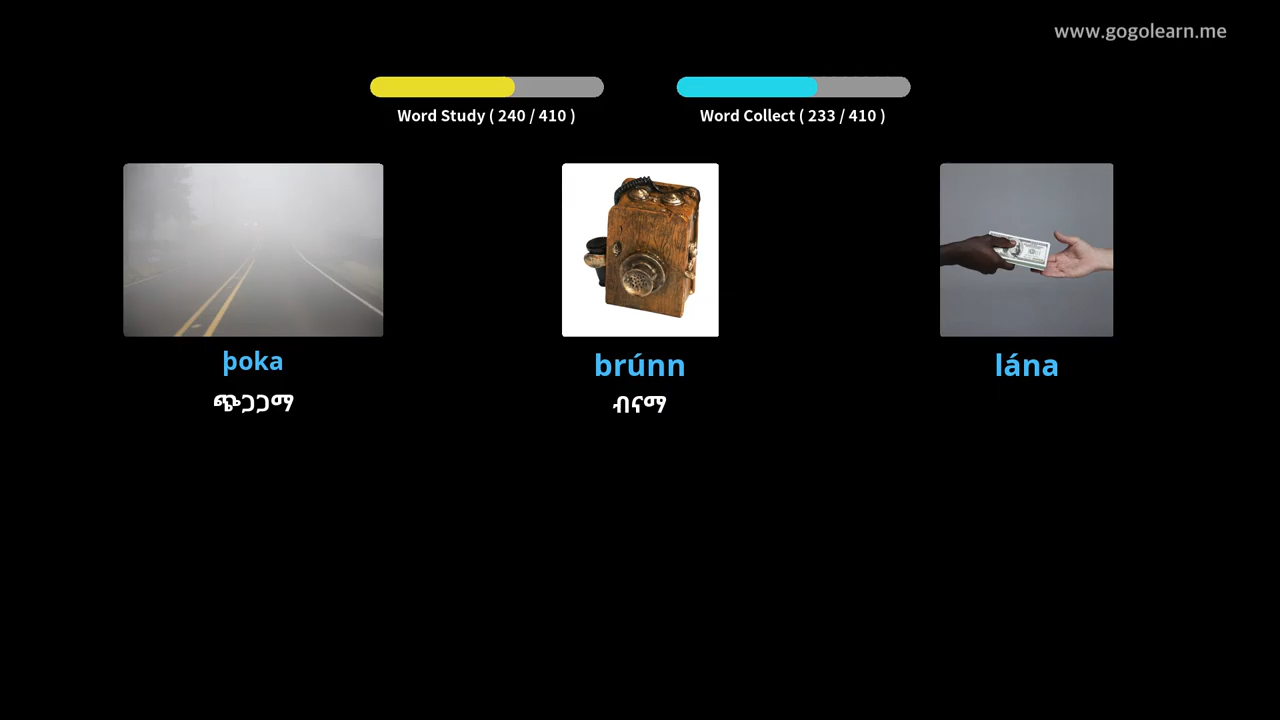 www.gogolearn.me
Word Study ( 240 / 410 )
Word Collect ( 233 / 410 )
þoka
brúnn
lána
ጭጋጋማ
ብናማ